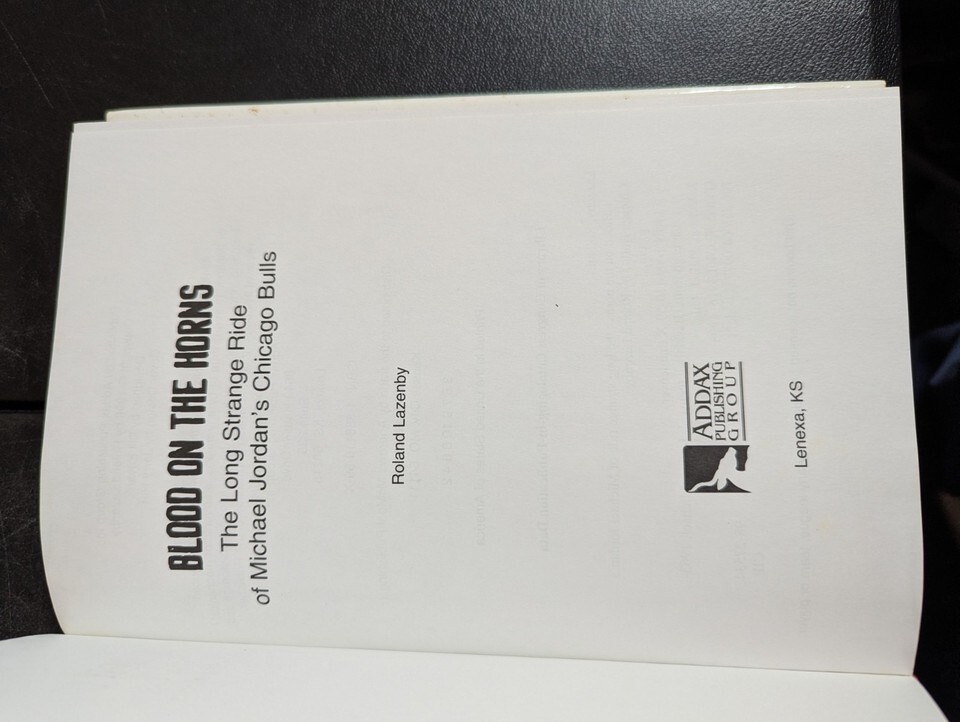 BLOOD ON THE HORNS
The Long Strange Ride
of Michael Jordan's Chicago Bulls
Roland Lazenby
ADDAX
PUBLISHING
GROUP
Lenexa, KS